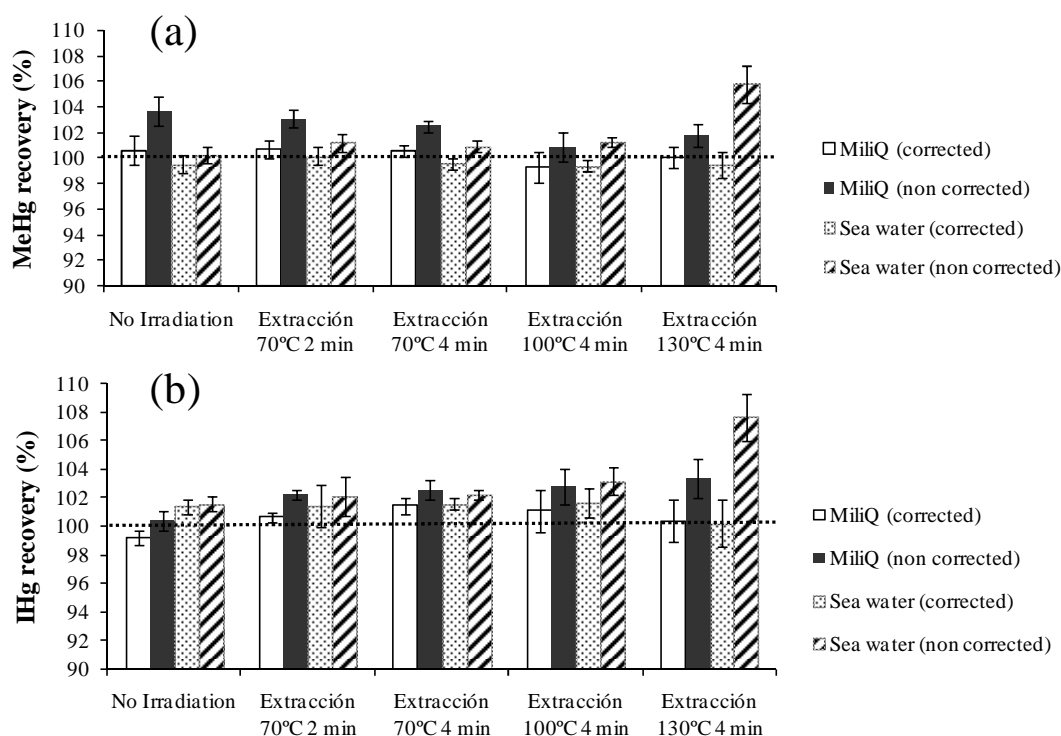 (a)
MeHg recovery (%)
110
108
106
104
102
100
98
96
94
92
90
No Irradiation
Extracción
70ºC 2 min
Extracción
70ºC 4 min
Extracción
100ºC 4 min
Extracción
130ºC 4 min
MiliQ (corrected)
MiliQ (non corrected)
Sea water (corrected)
Sea water (non corrected)
(b)
IHg recovery (%)
110
108
106
104
102
100
98
96
94
92
90
No Irradiation
Extracción
70ºC 2 min
Extracción
70ºC 4 min
Extracción
100ºC 4 min
Extracción
130ºC 4 min
MiliQ (corrected)
MiliQ (non corrected)
Sea water (corrected)
Sea water (non corrected)